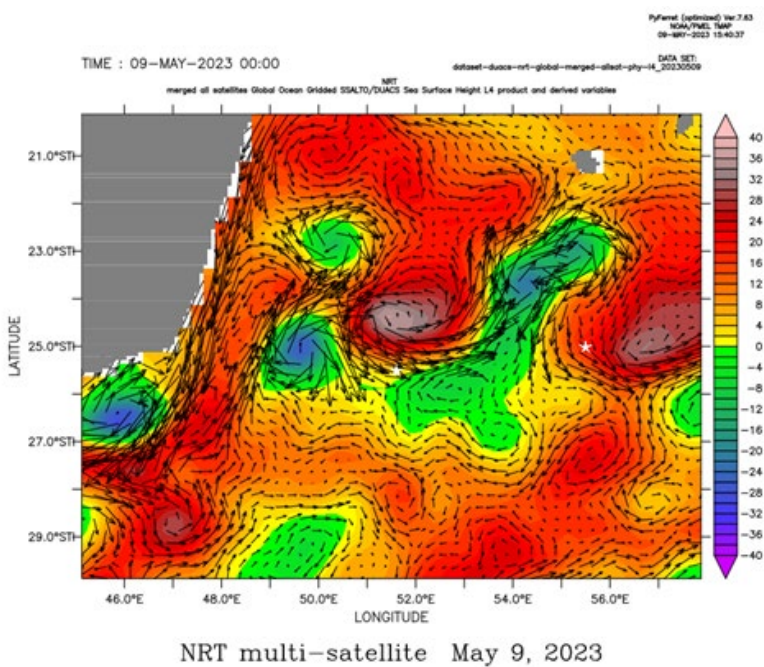 PyFerret (optimized) Ver.7.63
NOAA/PMEL TMAP
09-MAY-2023 15:40:37
TIME : 09-MAY-2023 00:00
DATA SET:
dataset-duacs-nrt-global-merged-allsat-phy-l4_20230509
NRT
merged all satellites Global Ocean Gridded SSALTO/DUACS Sea Surface Height L4 product and derived variables
21.0°S
23.0°S
25.0°S
27.0°S
29.0°S
LATITUDE
46.0°E 48.0°E 50.0°E 52.0°E 54.0°E 56.0°E
LONGITUDE
40
36
32
28
24
20
16
12
8
4
0
-4
-8
-12
-16
-20
-24
-28
-32
-36
-40
NRT multi-satellite May 9, 2023